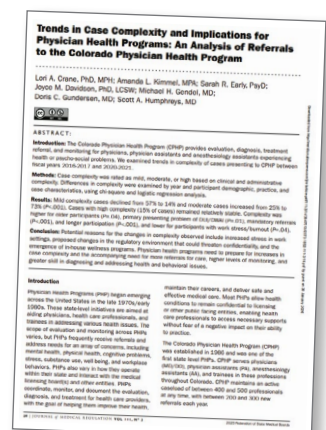 Trends in Case Complexity and Implications for
Physician Health Programs: An Analysis of Referrals
to the Colorado Physician Health Program
Lori A. Crane, PhD, MPH; Amanda L. Kimmel, MPA; Sarah R. Early, PsyD;
Joyce M. Davidson, PhD, LCSW; Michael H. Gendel, MD;
Doris C. Gundersen, MD; Scott A. Humphreys, MD
ABSTRACT:
Introduction: The Colorado Physician Health Program (CPHP) provides evaluation, diagnosis, treatment
referral, and monitoring for physicians, physician assistants and anesthesiology assistants experiencing
health or psycho-social problems. We examined trends in complexity of cases presenting to CPHP between
fiscal years 2016-2017 and 2020-2021.
Methods: Case complexity was rated as mild, moderate, or high based on clinical and administrative
complexity. Differences in complexity were examined by year and participant demographic, practice, and
case characteristics, using chi-square and logistic regression analysis.
Results: Mild complexity cases declined from 57% to 14% and moderate cases increased from 25% to
73% (P<.001). Cases with high complexity (15% of cases) remained relatively stable. Complexity was
higher for older participants (P=.04), primary presenting problem of (P=.01), mandatory referrals
(P<.001), and longer participation (P<.001), and lower for participants with work stress/burnout (P=.04).
Conclusion: Potential reasons for the changes in complexity observed include increased stress in work
settings, proposed changes in the regulatory environment that could threaten confidentiality, and the
emergence of in-house wellness programs. Physician health programs need to prepare for increases in
case complexity and the accompanying need for more referrals for care, higher levels of monitoring, and
greater skill in diagnosing and addressing health and behavioral issues.
Introduction
Physician Health Programs (PHP) began emerging
across the United States in the late 1970s/early
1980s. These state-level initiatives are aimed at
aiding physicians, health care professionals, and
trainees in addressing various health issues. The
scope of evaluation and monitoring across PHPs
varies, but PHPs frequently receive referrals and
address needs for an array of concerns, including
mental health, physical health, cognitive problems,
stress, substance use, well being, and workplace
behaviors. PHPs also vary in how they operate
within their state and interact with the medical
licensing board(s) and other entities. PHPs
coordinate, monitor, and document the evaluation,
diagnosis, and treatment for health care providers,
with the goal of helping them improve their health,
maintain their careers, and deliver safe and
effective medical care. Most PHPs allow health
conditions to remain confidential to licensing
or other public facing entities, enabling health
care professionals to access necessary supports
without fear of a negative impact on their ability
to practice.
The Colorado Physician Health Program (CPHP)
was established in 1986 and was one of the
first state level PHPs. CPHP serves physicians
(MD/DO), physician assistants (PA), anesthesiology
assistants (AA), and trainees in these professions
throughout Colorado. CPHP maintains an active
caseload of between 400 and 500 professionals
at any time, with between 200 and 300 new
referrals each year.
JOURNAL of MEDICAL REGULATION VOL
Federation of State Medical Boards